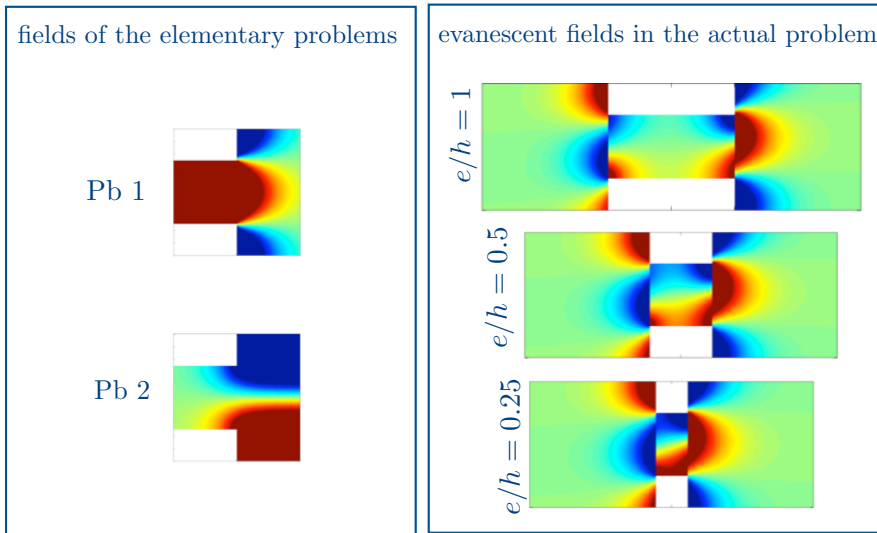 fields of the elementary problems
Pb 1
Pb 2
evanescent fields in the actual problem
e/h = 1
e/h = 0.5
e/h = 0.25